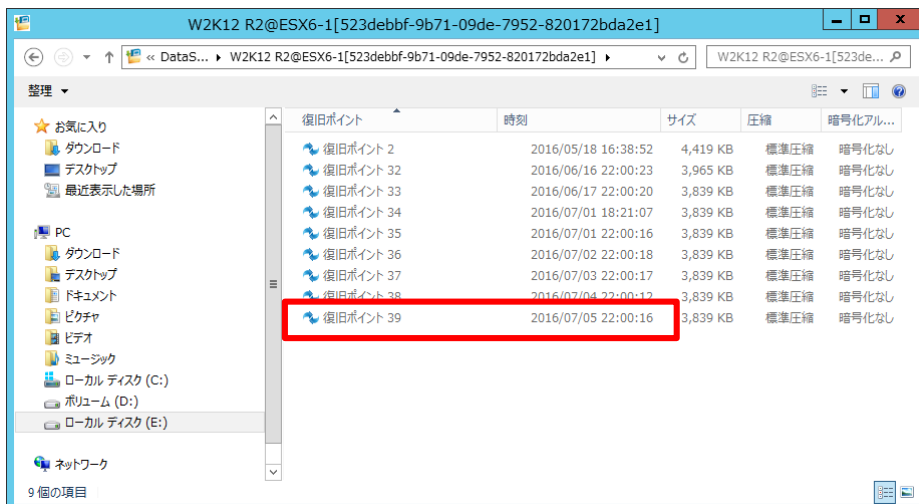 W2K12 R2@ESX6-1[523debbf-9b71-09de-7952-820172bda2e1]
« DataS... ▸ W2K12 R2@ESX6-1[523debbf-9b71-09de-7952-820172bda2e1] ▸
W2K12 R2@ESX6-1[523de...
整理
復旧ポイント 時刻 サイズ 圧縮 暗号化アル...
復旧ポイント 2 2016/05/18 16:38:52 4,419 KB 標準圧縮 暗号化なし
復旧ポイント 32 2016/06/16 22:00:23 3,965 KB 標準圧縮 暗号化なし
復旧ポイント 33 2016/06/17 22:00:20 3,839 KB 標準圧縮 暗号化なし
復旧ポイント 34 2016/07/01 18:21:07 3,839 KB 標準圧縮 暗号化なし
復旧ポイント 35 2016/07/01 22:00:16 3,839 KB 標準圧縮 暗号化なし
復旧ポイント 36 2016/07/02 22:00:18 3,839 KB 標準圧縮 暗号化なし
復旧ポイント 37 2016/07/03 22:00:17 3,839 KB 標準圧縮 暗号化なし
復旧ポイント 38 2016/07/04 22:00:12 3,839 KB 標準圧縮 暗号化なし
復旧ポイント 39 2016/07/05 22:00:16 3,839 KB 標準圧縮 暗号化なし
お気に入り
ダウンロード
デスクトップ
最近表示した場所
PC
ダウンロード
デスクトップ
ドキュメント
ピクチャ
ビデオ
ミュージック
ローカル ディスク (C:)
ボリューム (D:)
ローカル ディスク (E:)
ネットワーク
9 個の項目